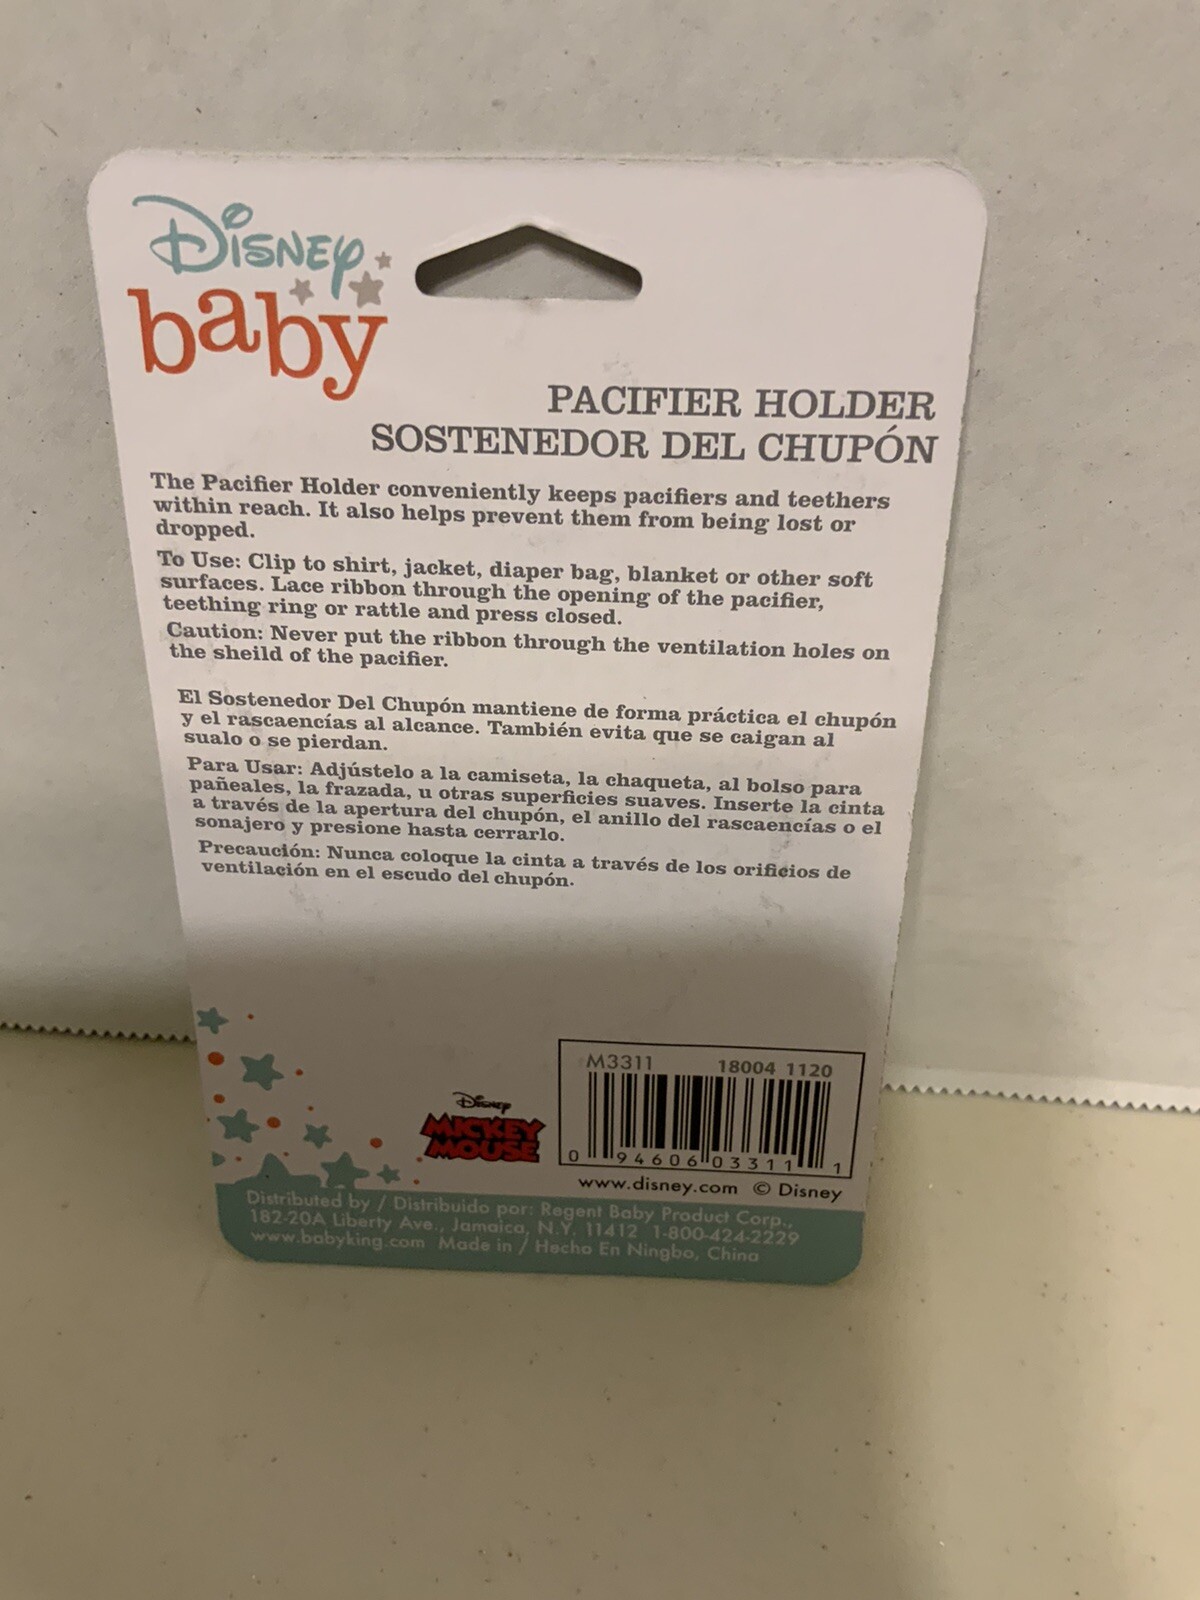 Disney
baby
PACIFIER HOLDER
SOSTENEDOR DEL CHUPÓN
The Pacifier Holder conveniently keeps pacifiers and teethers
within reach. It also helps prevent them from being lost or
dropped.
To Use: Clip to shirt, jacket, diaper bag, blanket or other soft
surfaces. Lace ribbon through the opening of the pacifier,
teething ring or rattle and press closed.
Caution: Never put the ribbon through the ventilation holes on
the sheild of the pacifier.
El Sostenedor Del Chupón mantiene de forma práctica el chupón
y el rascaencías al alcance. También evita que se caigan al
sualo o se pierdan.
Para Usar: Adjústelo a la camiseta, la chaqueta, al bolso para
pañeales, la frazada, u otras superficies suaves. Inserte la cinta
a través de la apertura del chupón, el anillo del rascaencías o el
sonajero y presione hasta cerrarlo.
Precaución: Nunca coloque la cinta a través de los orificios de
ventilación en el escudo del chupón.
M3311 18004 1120
Disney
MICKEY
MOUSE
0 94606 03311 1
www.disney.com © Disney
Distributed by / Distribuido por: Regent Baby Product Corp.,
182-20A Liberty Ave., Jamaica, N.Y. 11412 1-800-424-2229
www.babyking.com Made in / Hecho En Ningbo, China